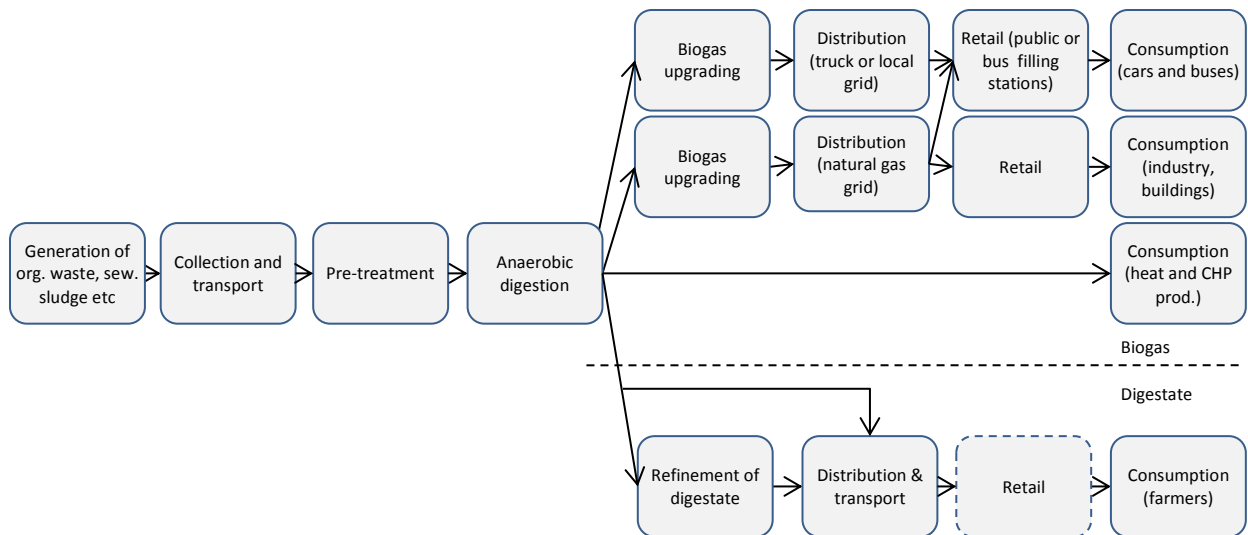 Biogas
upgrading
Distribution
(truck or local
grid)
Retail (public or
bus filling
stations)
Consumption
(cars and buses)
Biogas
upgrading
Distribution
(natural gas
grid)
Retail
Consumption
(industry,
buildings)
Generation of
org. waste, sew.
sludge etc
Collection and
transport
Pre-treatment
Anaerobic
digestion
Consumption
(heat and CHP
prod.)
Biogas
Digestate
Refinement of
digestate
Distribution &
transport
Retail
Consumption
(farmers)